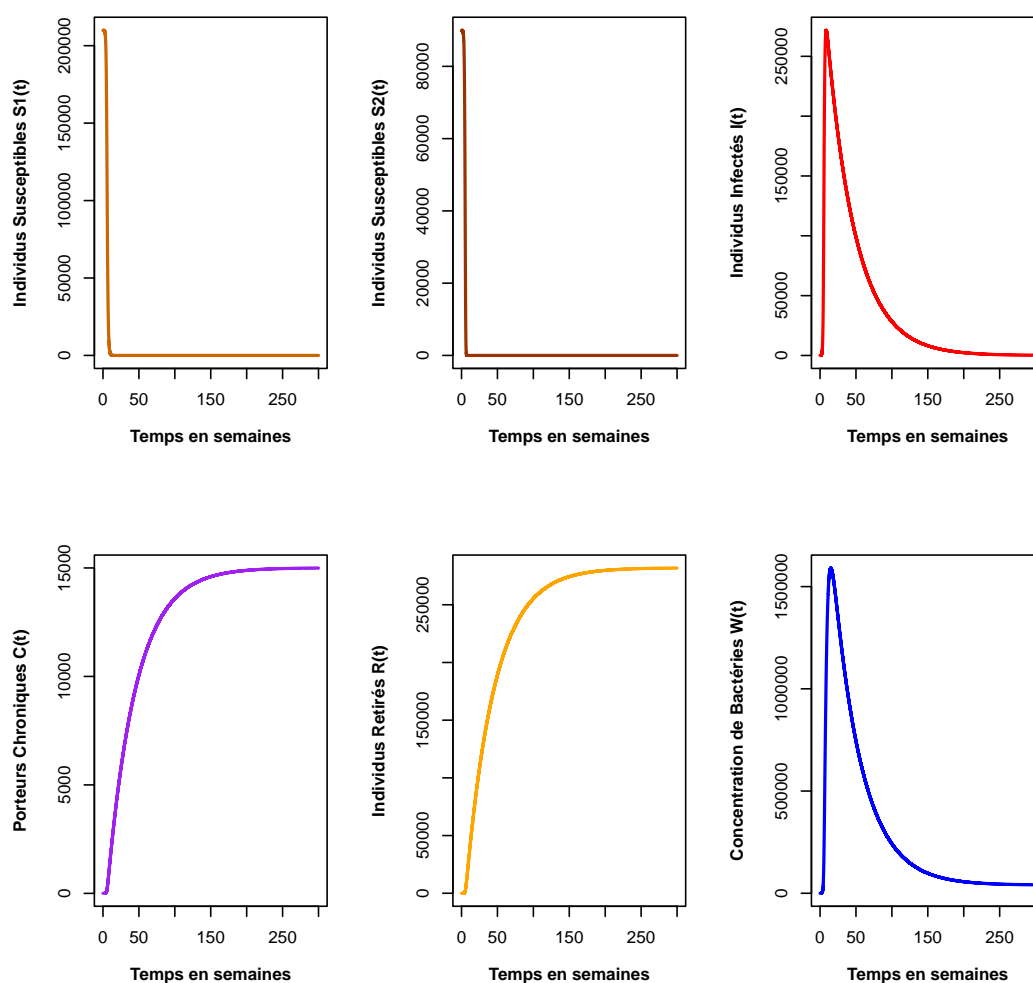 Individus Susceptibles S1(t)
200000
150000
100000
50000
0
0 50 150 250
Temps en semaines
Individus Susceptibles S2(t)
80000
60000
40000
20000
0
0 50 150 250
Temps en semaines
Individus Infectés I(t)
250000
150000
50000
0
0 50 150 250
Temps en semaines
Porteurs Chroniques C(t)
15000
10000
5000
0
0 50 150 250
Temps en semaines
Individus Retirés R(t)
250000
150000
50000
0
0 50 150 250
Temps en semaines
Concentration de Bactéries W(t)
1500000
1000000
500000
0
0 50 150 250
Temps en semaines